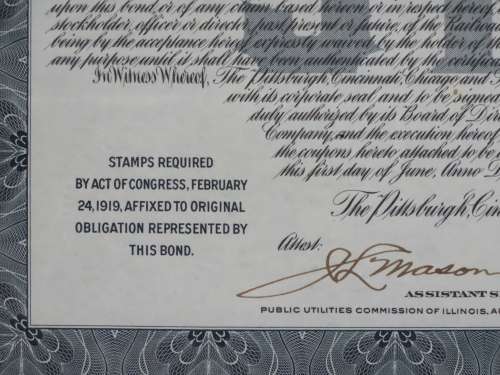 upon this bond, or of any claim based hereon or in respect hereof,
stockholder, officer or director, past, present or future, of the Railroad
being by the acceptance hereof expressly waived by the holder of
any purpose until it shall have been authenticated by the
In Witness Whereof, The Pittsburgh, Cincinnati, Chicago and
with its corporate seal and to be signed
duly authorized by its Board of
Company, and the execution hereof
the coupons hereto attached to be
this first day of June, Anno
STAMPS REQUIRED
BY ACT OF CONGRESS, FEBRUARY
24, 1919, AFFIXED TO ORIGINAL
OBLIGATION REPRESENTED BY
THIS BOND.
The Pittsburgh,
Attest:
Mason
ASSISTANT
PUBLIC UTILITIES COMMISSION OF ILLINOIS,